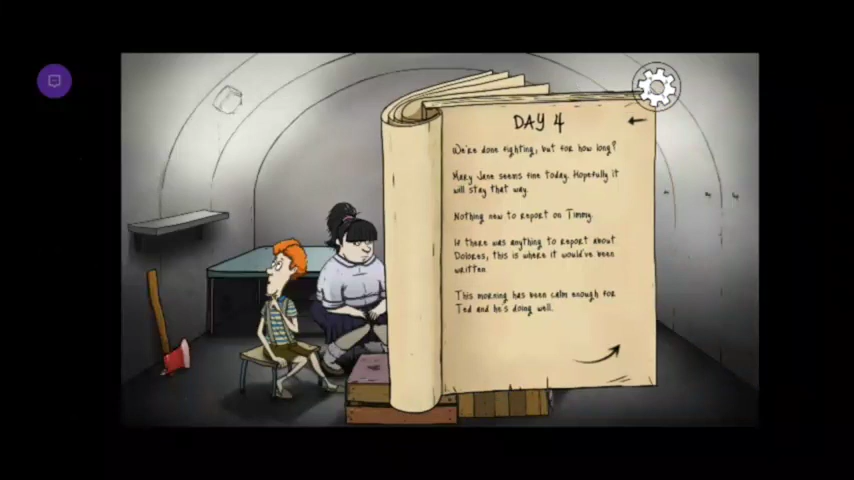 DAY 4
We're done fighting, but for how long?
Mary Jane seems fine today. Hopefully it
will stay that way.
Nothing new to report on Timmy.
If there was anything to report about
Dolores, this is where it would've been
written.
This morning has been calm enough for
Ted and he's doing well.